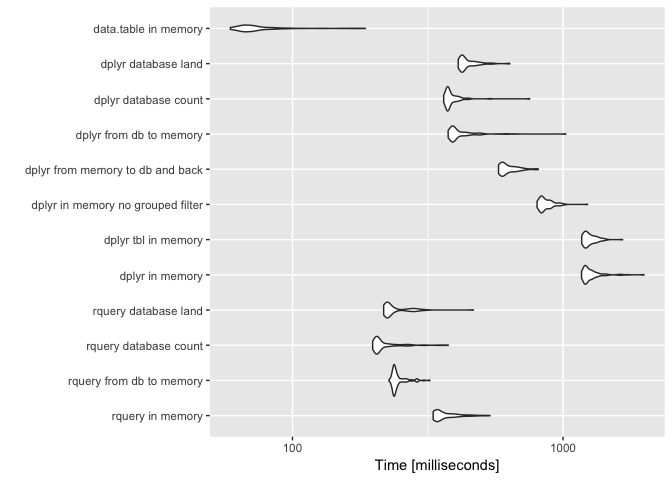 data.table in memory
dplyr database land
dplyr database count
dplyr from db to memory
dplyr from memory to db and back
dplyr in memory no grouped filter
dplyr tbl in memory
dplyr in memory
rquery database land
rquery database count
rquery from db to memory
rquery in memory
100 1000
Time [milliseconds]